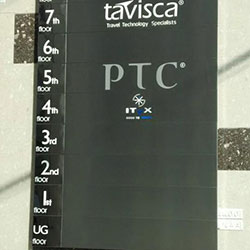 7th floor
tavisca®
Travel Technology Specialists
6th floor
5th floor
PTC®
4th floor
ITCX
3rd floor
2nd floor
1st floor
UG floor